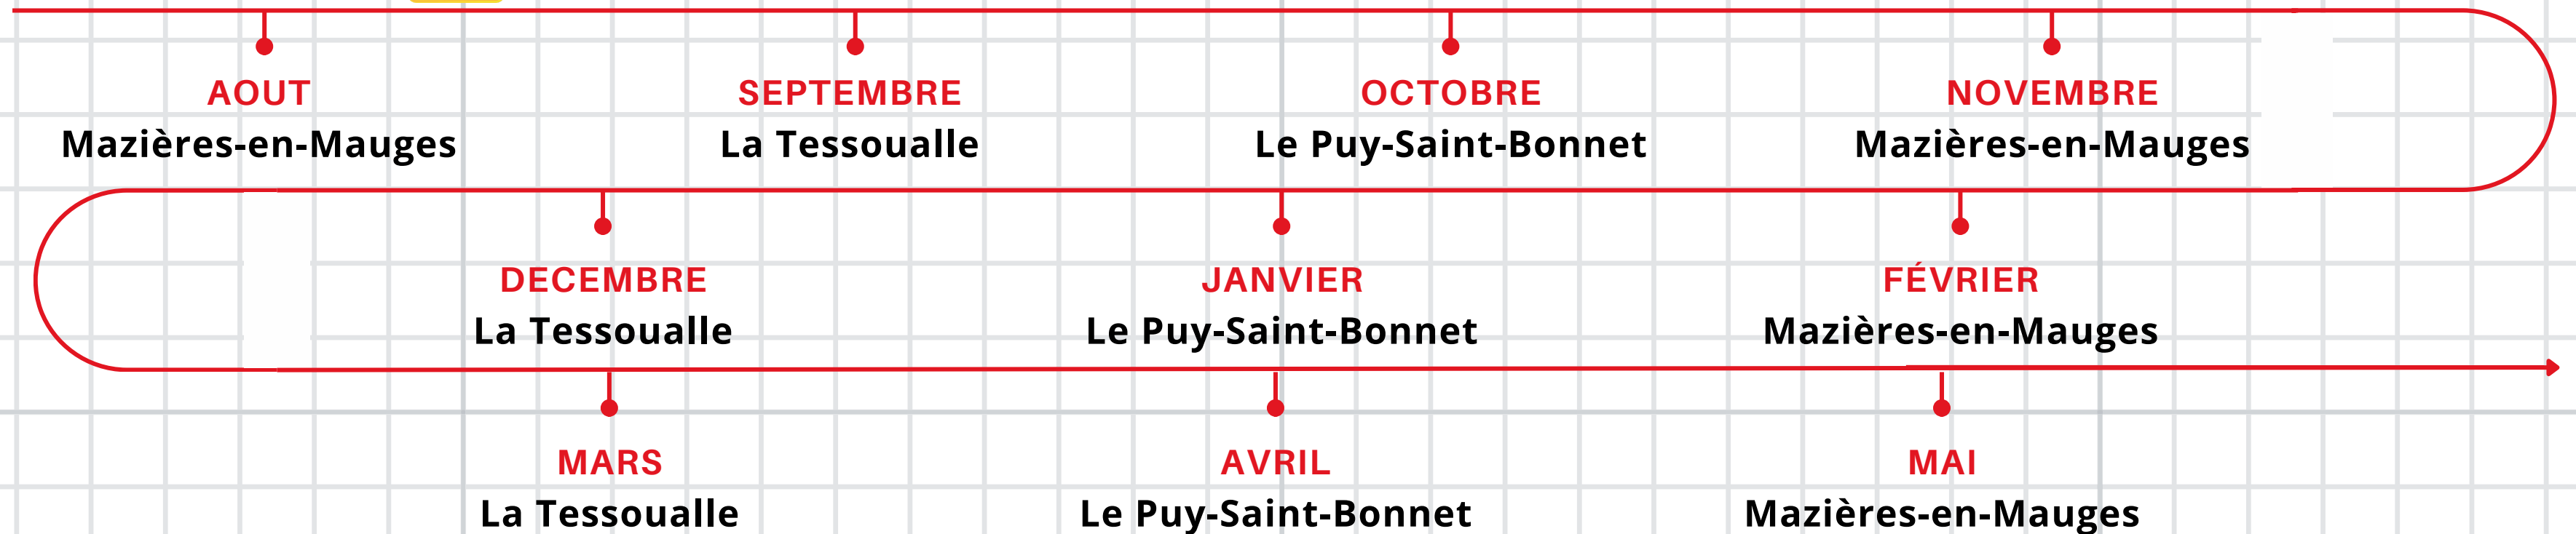 AOUT
Mazières-en-Mauges
SEPTEMBRE
La Tessoualle
OCTOBRE
Le Puy-Saint-Bonnet
NOVEMBRE
Mazières-en-Mauges
DECEMBRE
La Tessoualle
JANVIER
Le Puy-Saint-Bonnet
FÉVRIER
Mazières-en-Mauges
MARS
La Tessoualle
AVRIL
Le Puy-Saint-Bonnet
MAI
Mazières-en-Mauges